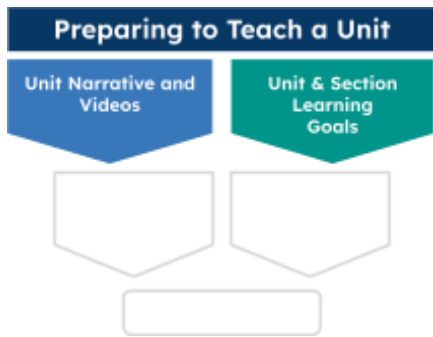 Preparing to Teach a Unit
Unit Narrative and
Videos
Unit & Section
Learning
Goals